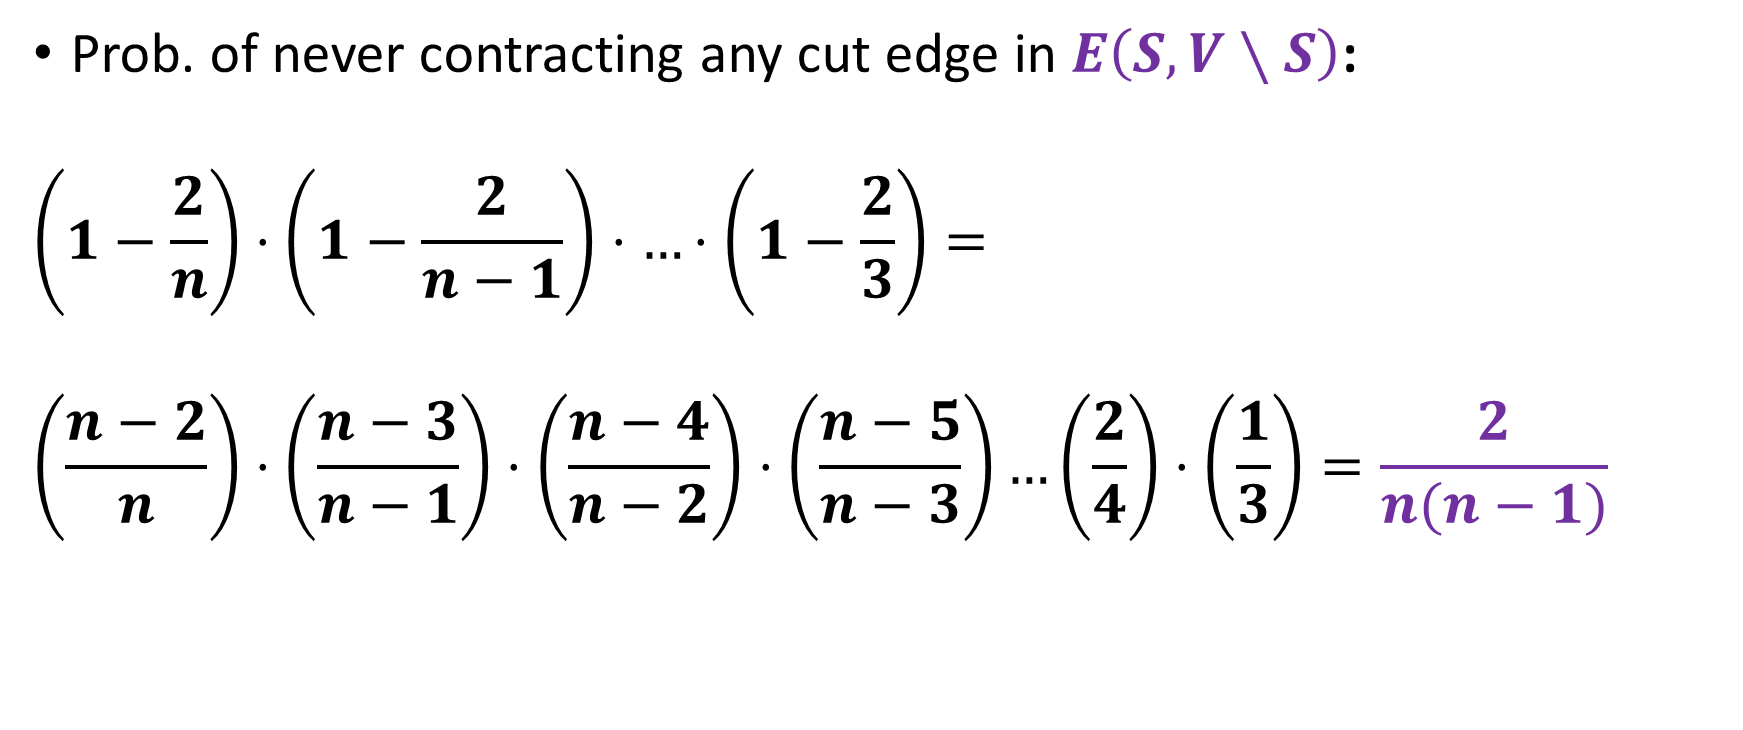 • Prob. of never contracting any cut edge in E(S, V \ S):
(1 − 2/n) · (1 − 2/(n − 1)) · … · (1 − 2/3) =
((n − 2)/n) · ((n − 3)/(n − 1)) · ((n − 4)/(n − 2)) · ((n − 5)/(n − 3)) … (2/4) · (1/3) = 2/(n(n − 1))